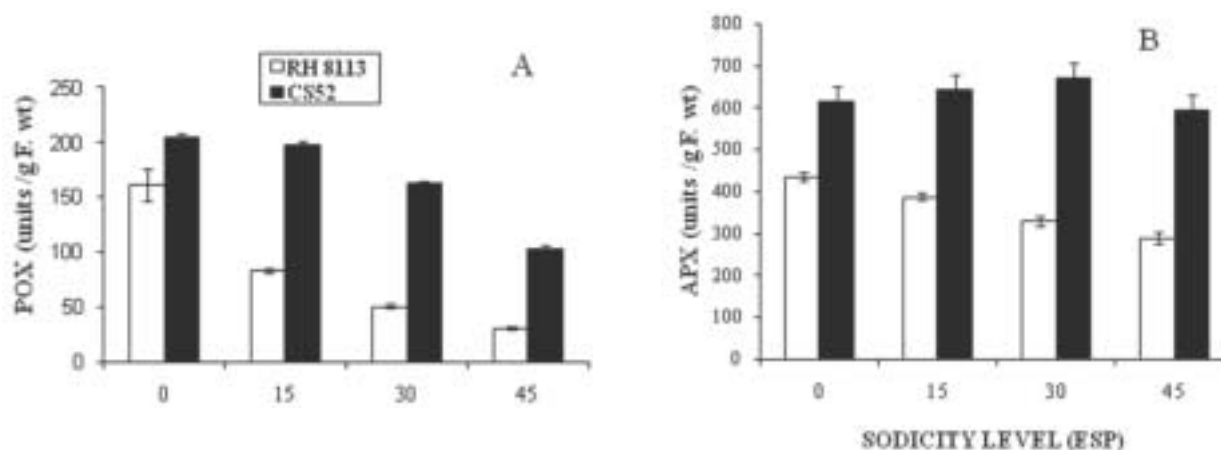 A
RH 8113
CS52
POX (units /g F. wt)
250
200
150
100
50
0
0 15 30 45
B
APX (units /g F. wt)
800
700
600
500
400
300
200
100
0
0 15 30 45
SODICITY LEVEL (ESP)